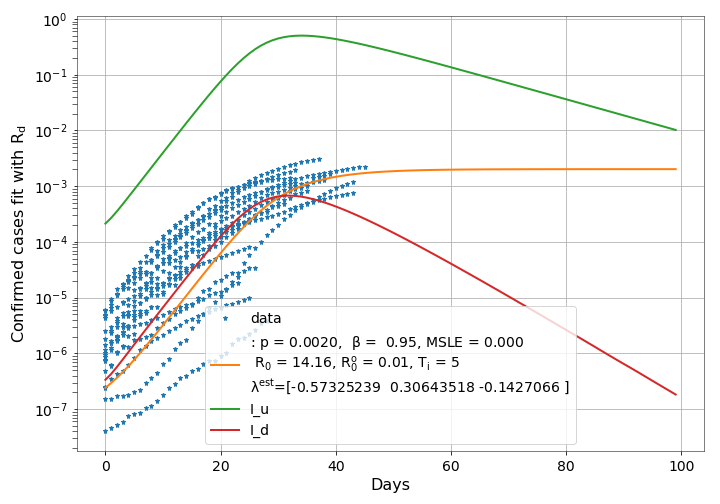 Confirmed cases fit with R_d
10^0
10^-1
10^-2
10^-3
10^-4
10^-5
10^-6
10^-7
data
: p = 0.0020, β = 0.95, MSLE = 0.000
R_0 = 14.16, R_0^o = 0.01, T_i = 5
λ^est=[-0.57325239 0.30643518 -0.1427066 ]
I_u
I_d
0 20 40 60 80 100
Days